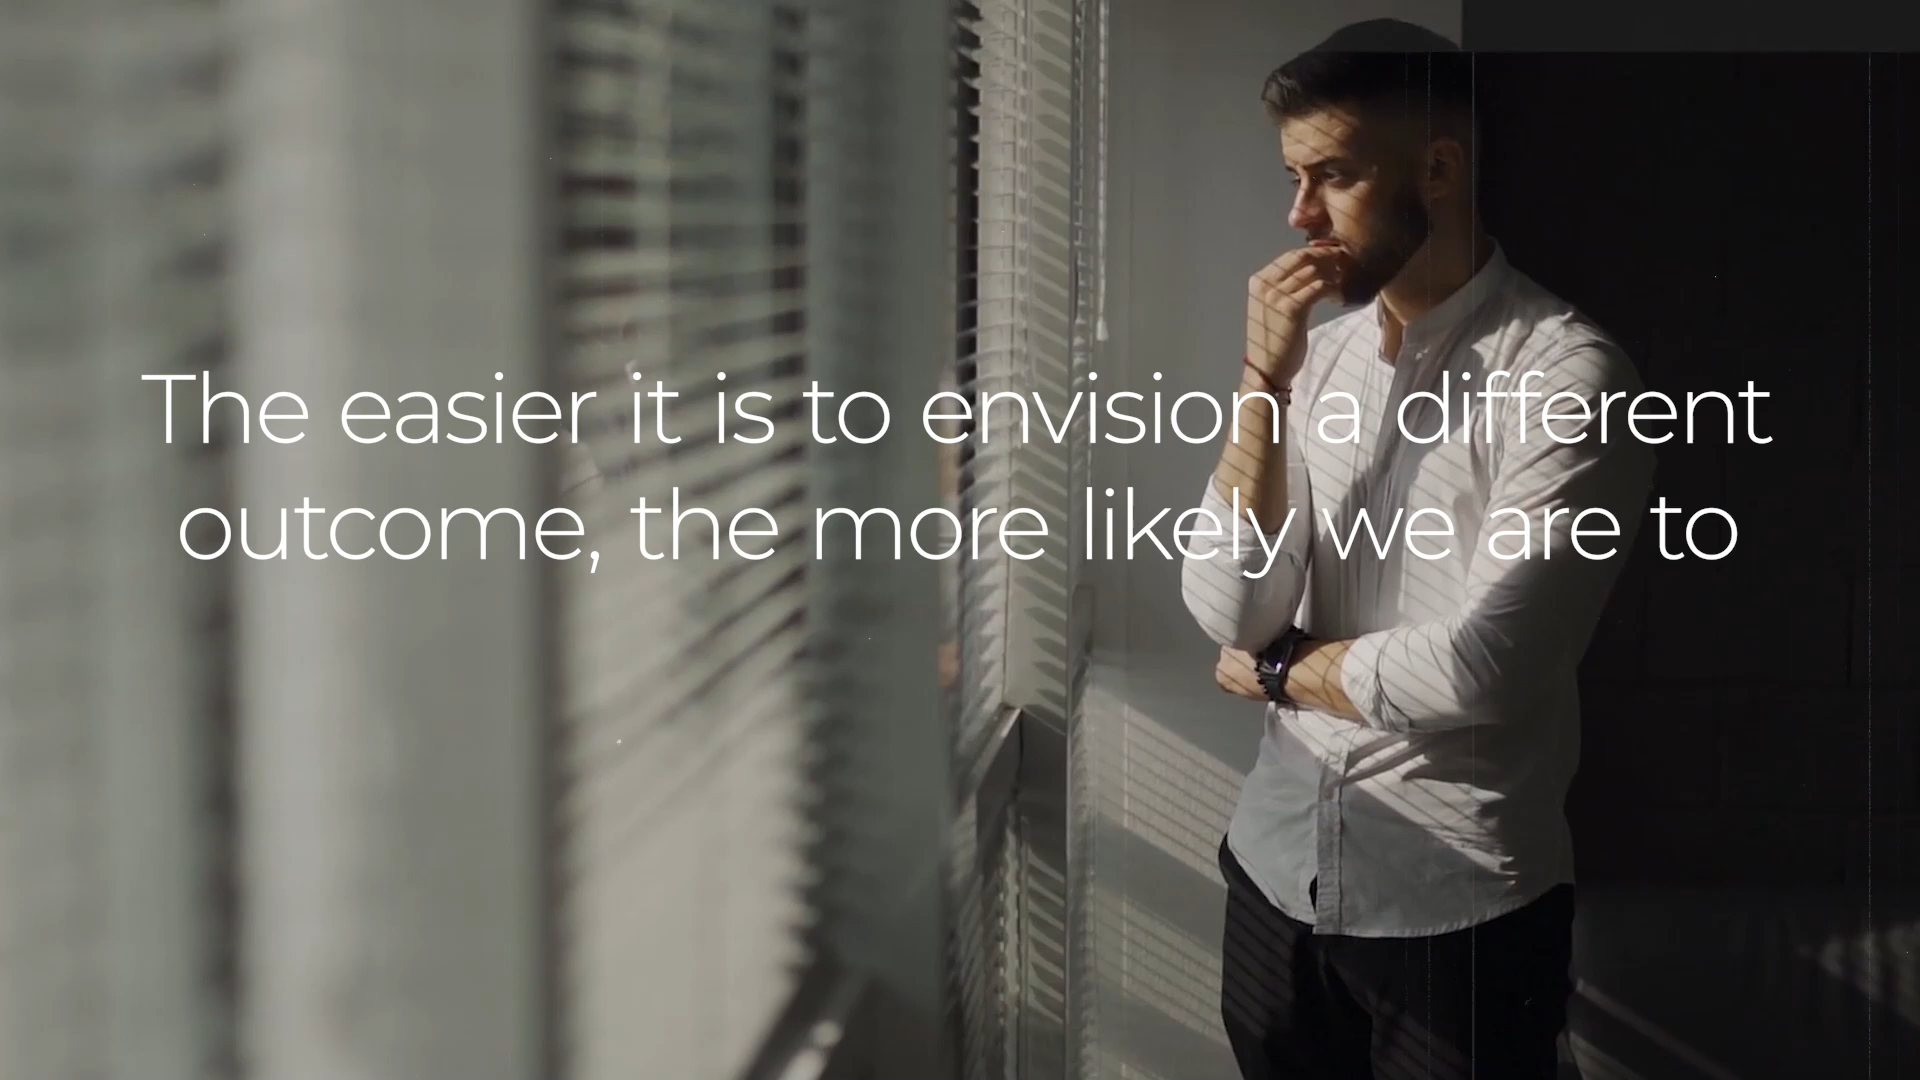 The easier it is to envision a different
outcome, the more likely we are to